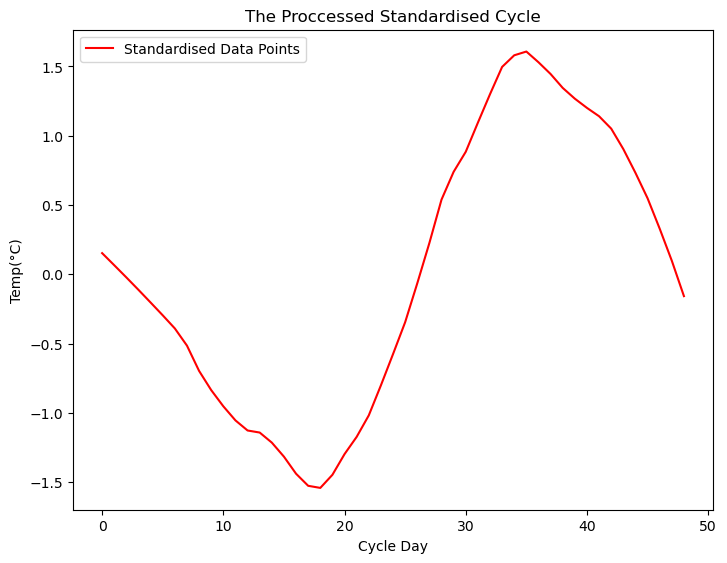 The Proccessed Standardised Cycle
Standardised Data Points
1.5
1.0
0.5
0.0
−0.5
−1.0
−1.5
Temp(°C)
0 10 20 30 40 50
Cycle Day